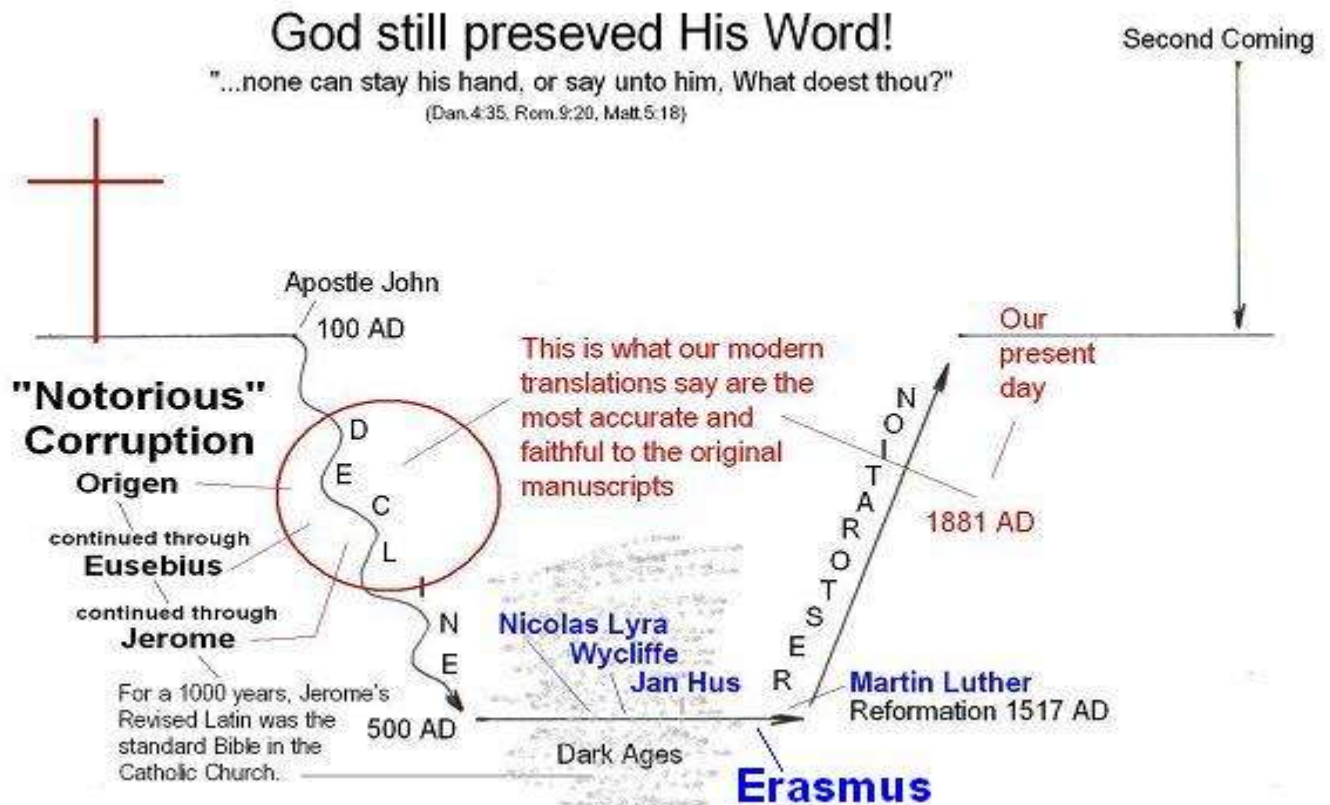 God still preseved His Word!
"...none can stay his hand, or say unto him, What doest thou?"
(Dan.4:35, Rom.9:20, Matt.5:18)
Second Coming
Apostle John
100 AD
"Notorious"
Corruption
Origen
continued through
Eusebius
continued through
Jerome
For a 1000 years, Jerome's
Revised Latin was the
standard Bible in the
Catholic Church.
DECLINE
500 AD
This is what our modern
translations say are the
most accurate and
faithful to the original
manuscripts
Nicolas Lyra
Wycliffe
Jan Hus
Dark Ages
Erasmus
RESTORATION
Martin Luther
Reformation 1517 AD
1881 AD
Our
present
day